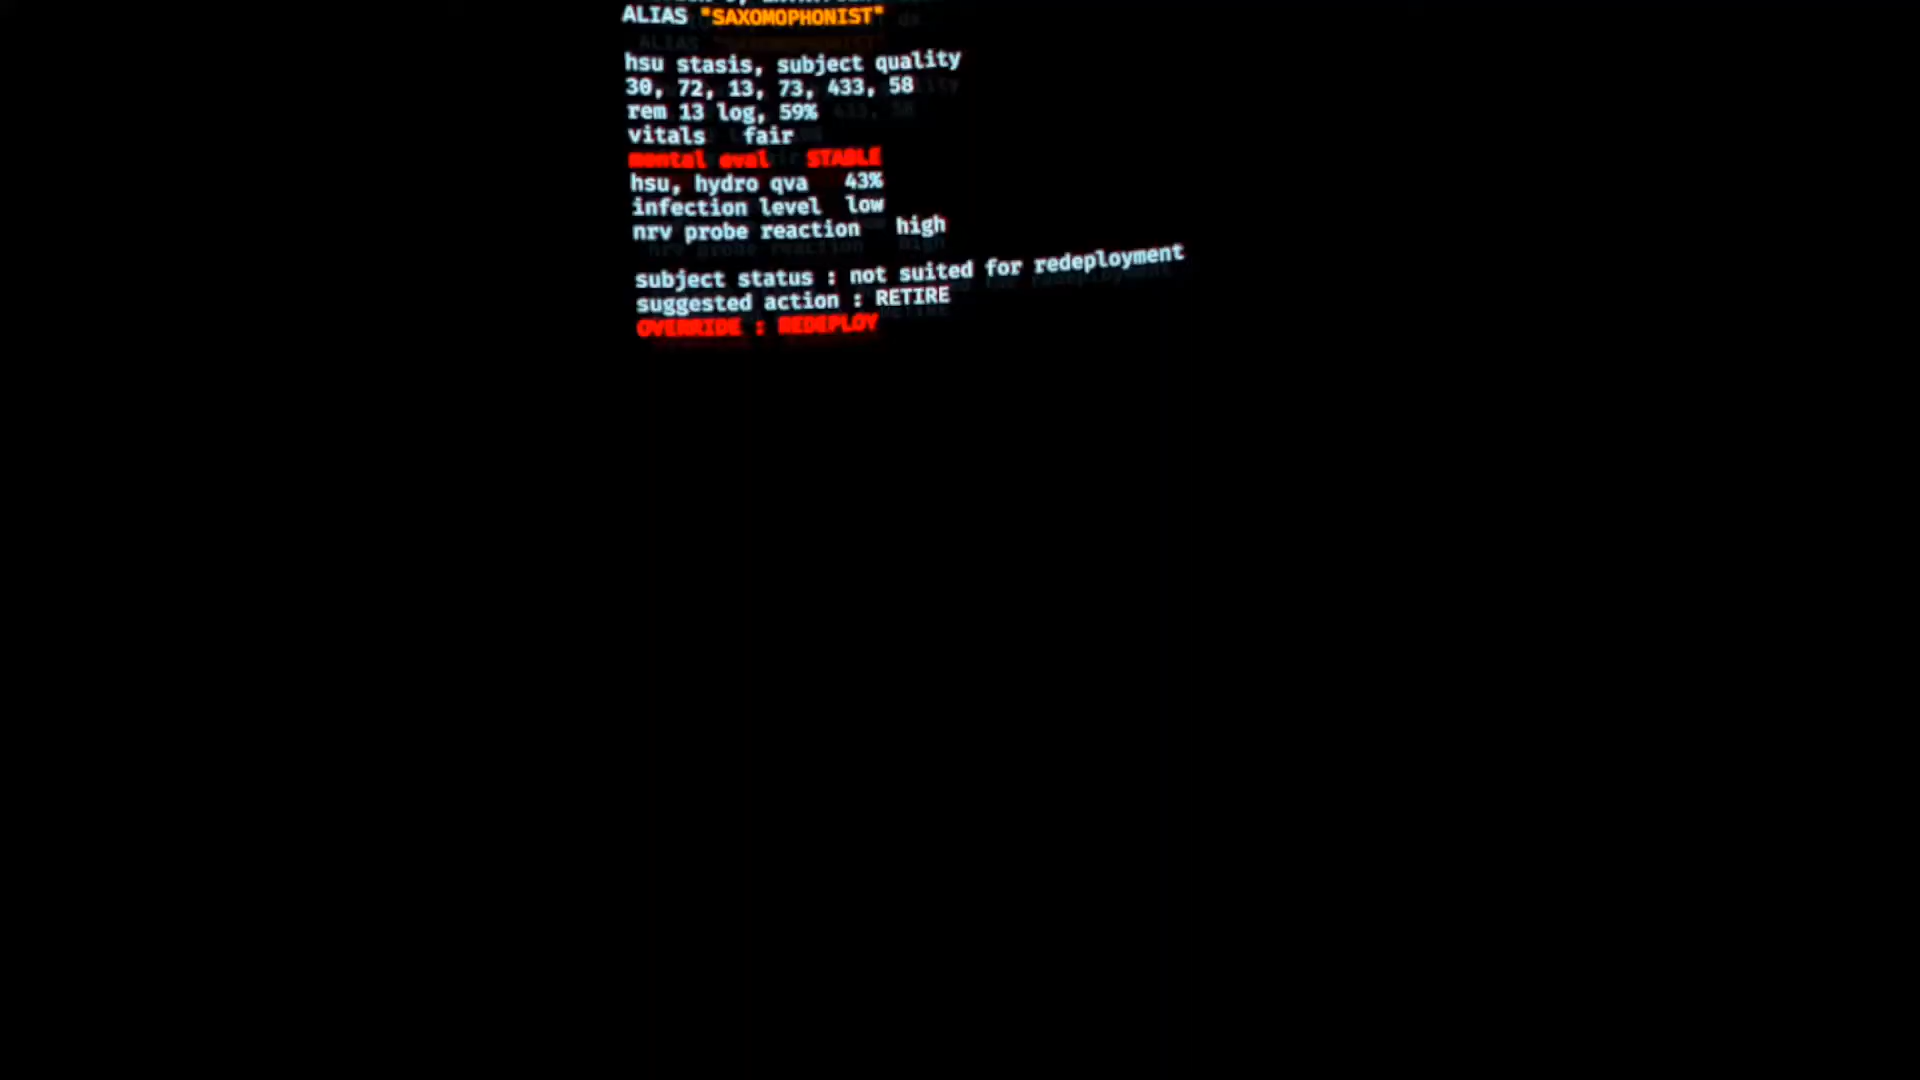 ALIAS "SAXOMOPHONIST"
hsu stasis, subject quality
30, 72, 13, 73, 433, 58
rem 13 log, 59%
vitals fair
mental eval STABLE
hsu, hydro qva 43%
infection level low
nrv probe reaction high
subject status : not suited for redeployment
suggested action : RETIRE
OVERRIDE : REDEPLOY